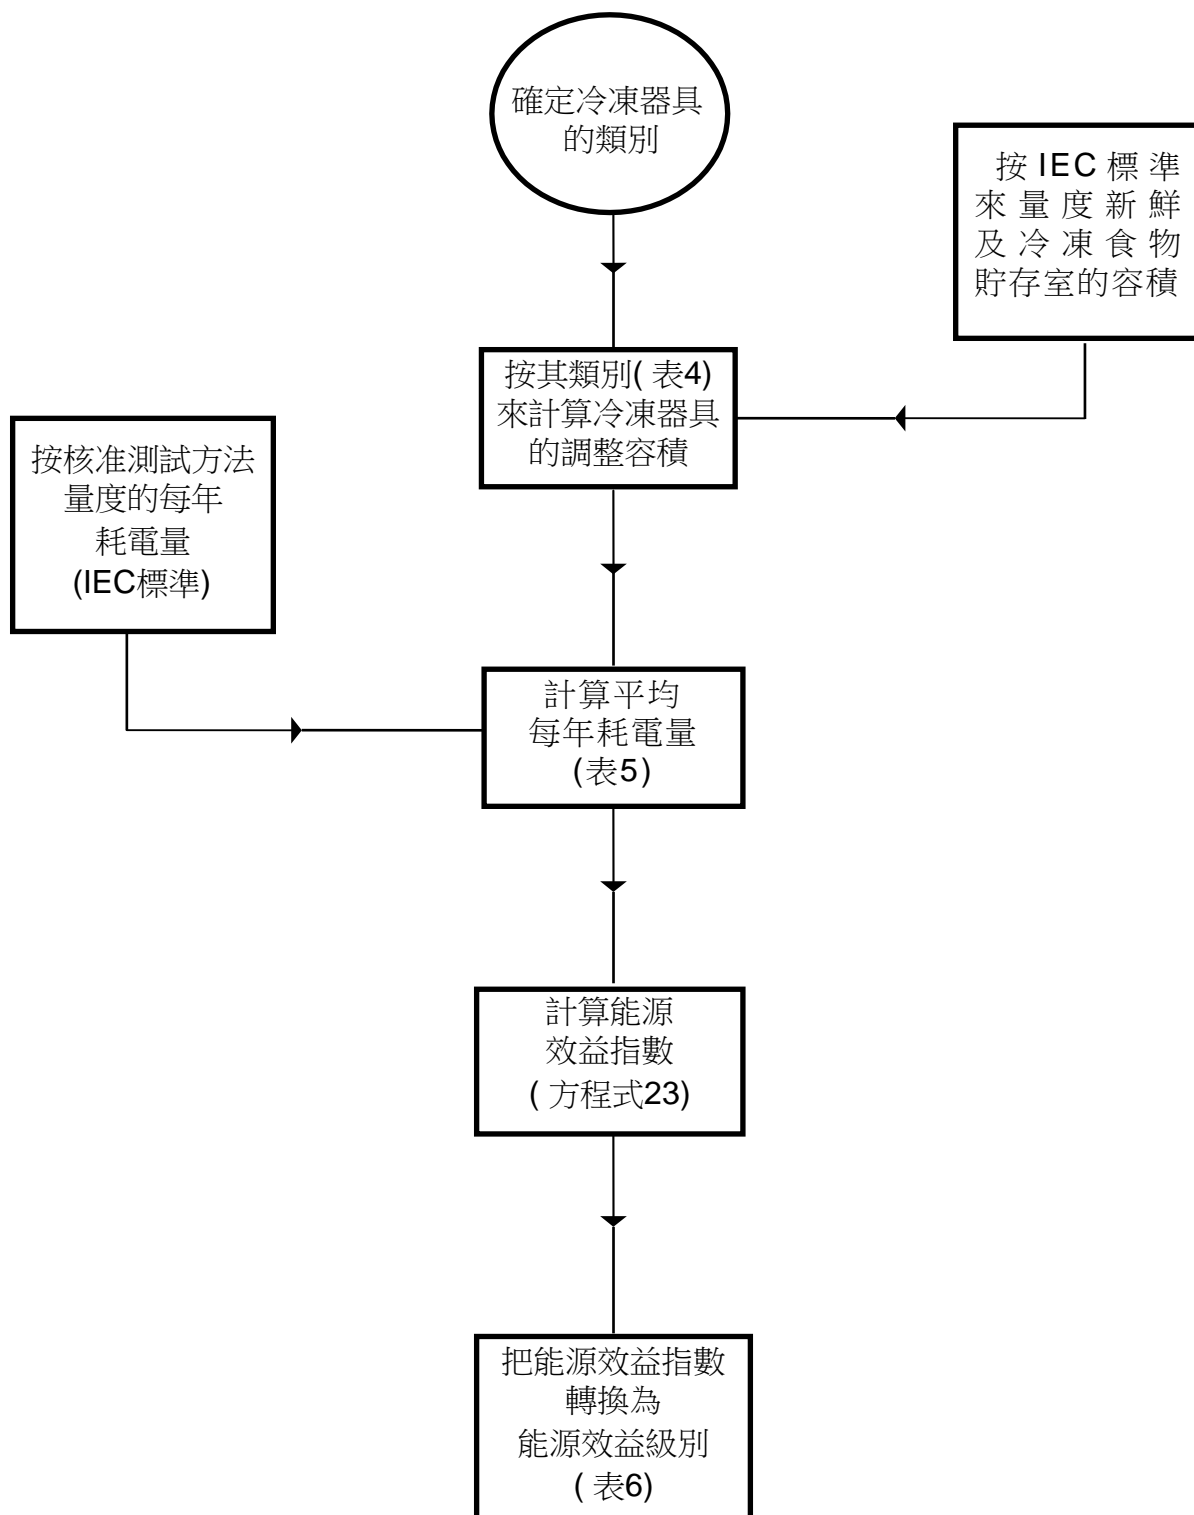 確定冷凍器具
的類別
按 IEC 標 準
來 量 度 新 鮮
及 冷 凍 食 物
貯存室的容積
按其類別( 表4)
來計算冷凍器具
的調整容積
按核准測試方法
量度的每年
耗電量
(IEC標準)
計算平均
每年耗電量
(表5)
計算能源
效益指數
( 方程式23)
把能源效益指數
轉換為
能源效益級別
( 表6)